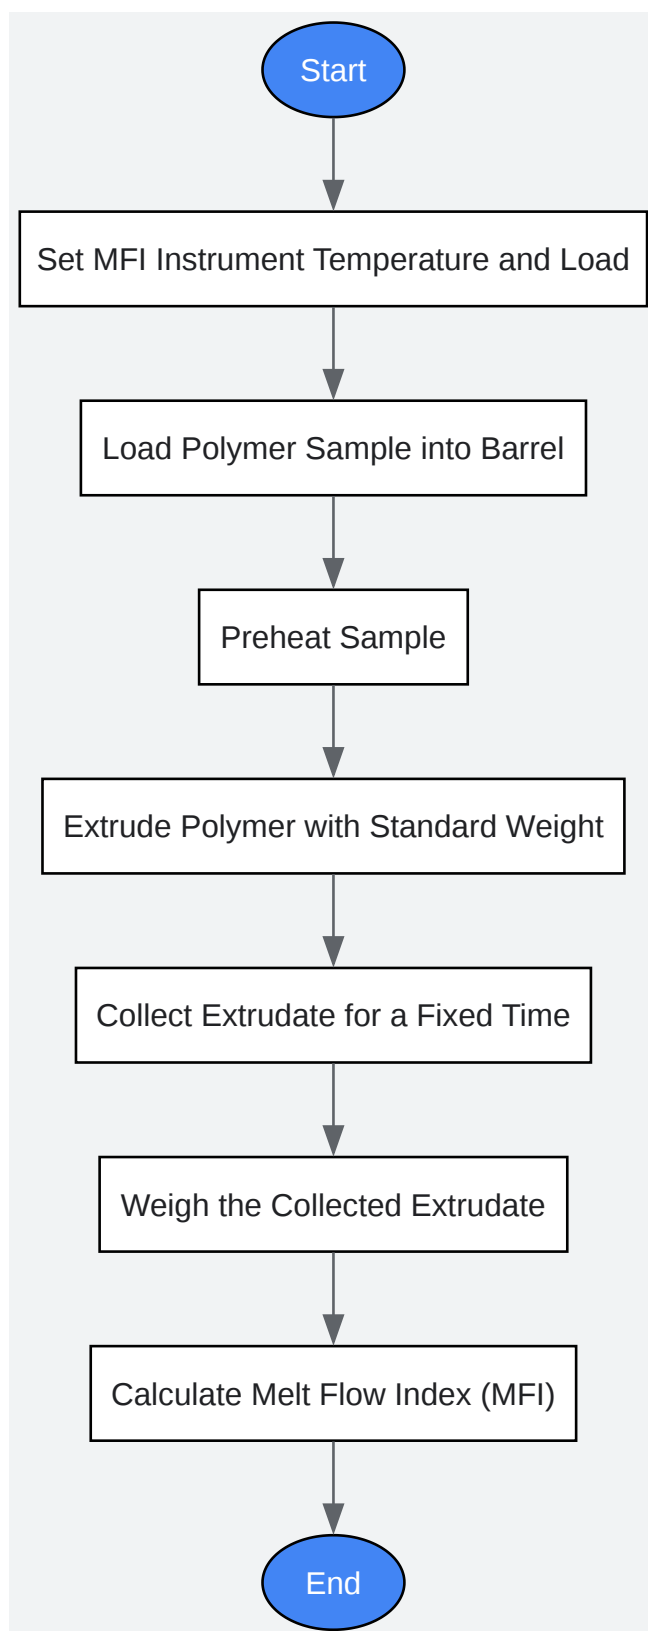 Start
Set MFI Instrument Temperature and Load
Load Polymer Sample into Barrel
Preheat Sample
Extrude Polymer with Standard Weight
Collect Extrudate for a Fixed Time
Weigh the Collected Extrudate
Calculate Melt Flow Index (MFI)
End